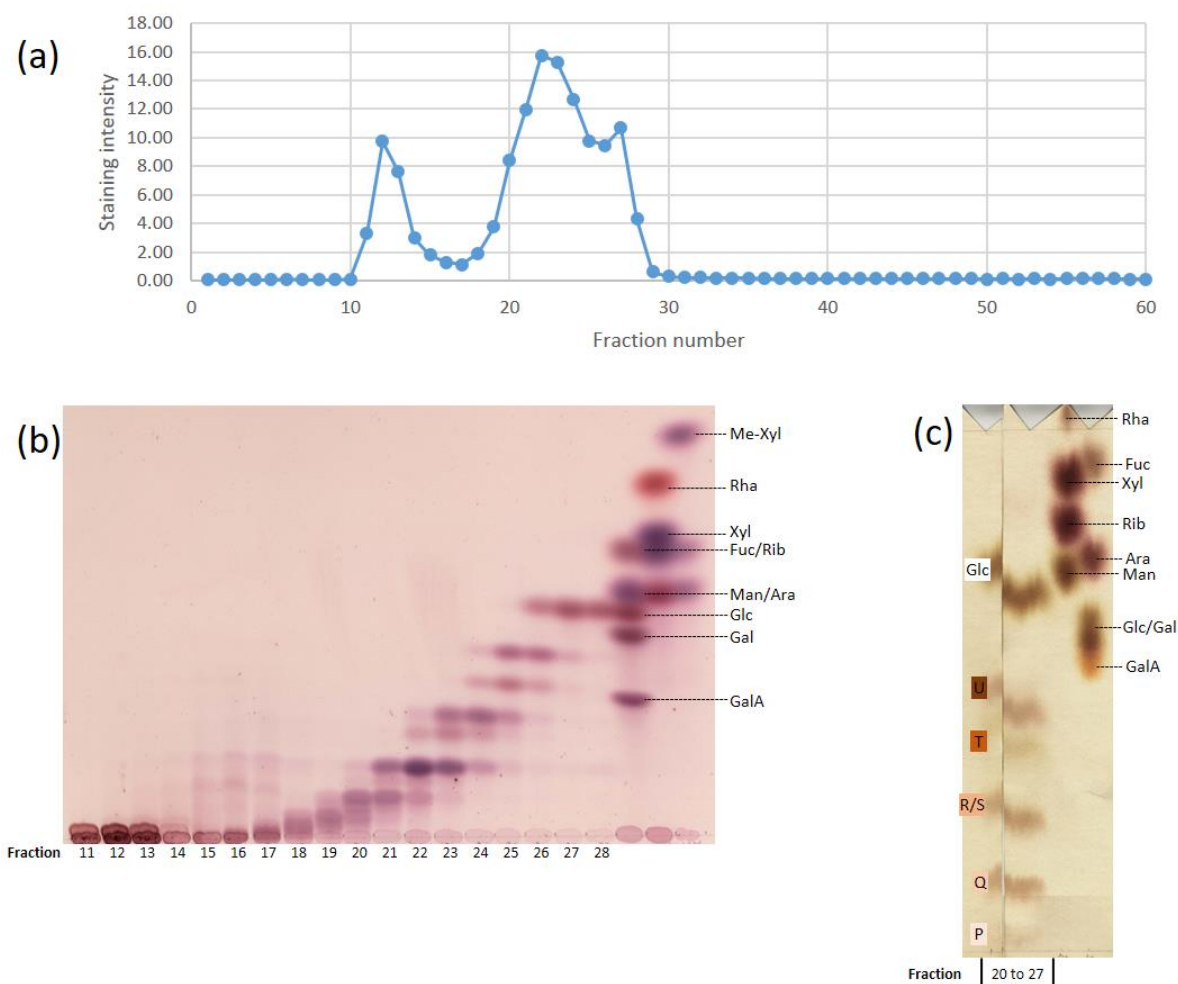 (a)
Staining intensity
18.00
16.00
14.00
12.00
10.00
8.00
6.00
4.00
2.00
0.00
0 10 20 30 40 50 60
Fraction number
(b)
Me-Xyl
Rha
Xyl
Fuc/Rib
Man/Ara
Glc
Gal
GalA
Fraction 11 12 13 14 15 16 17 18 19 20 21 22 23 24 25 26 27 28
(c)
Rha
Fuc
Xyl
Rib
Ara
Man
Glc/Gal
GalA
Glc
U
T
R/S
Q
P
Fraction 20 to 27